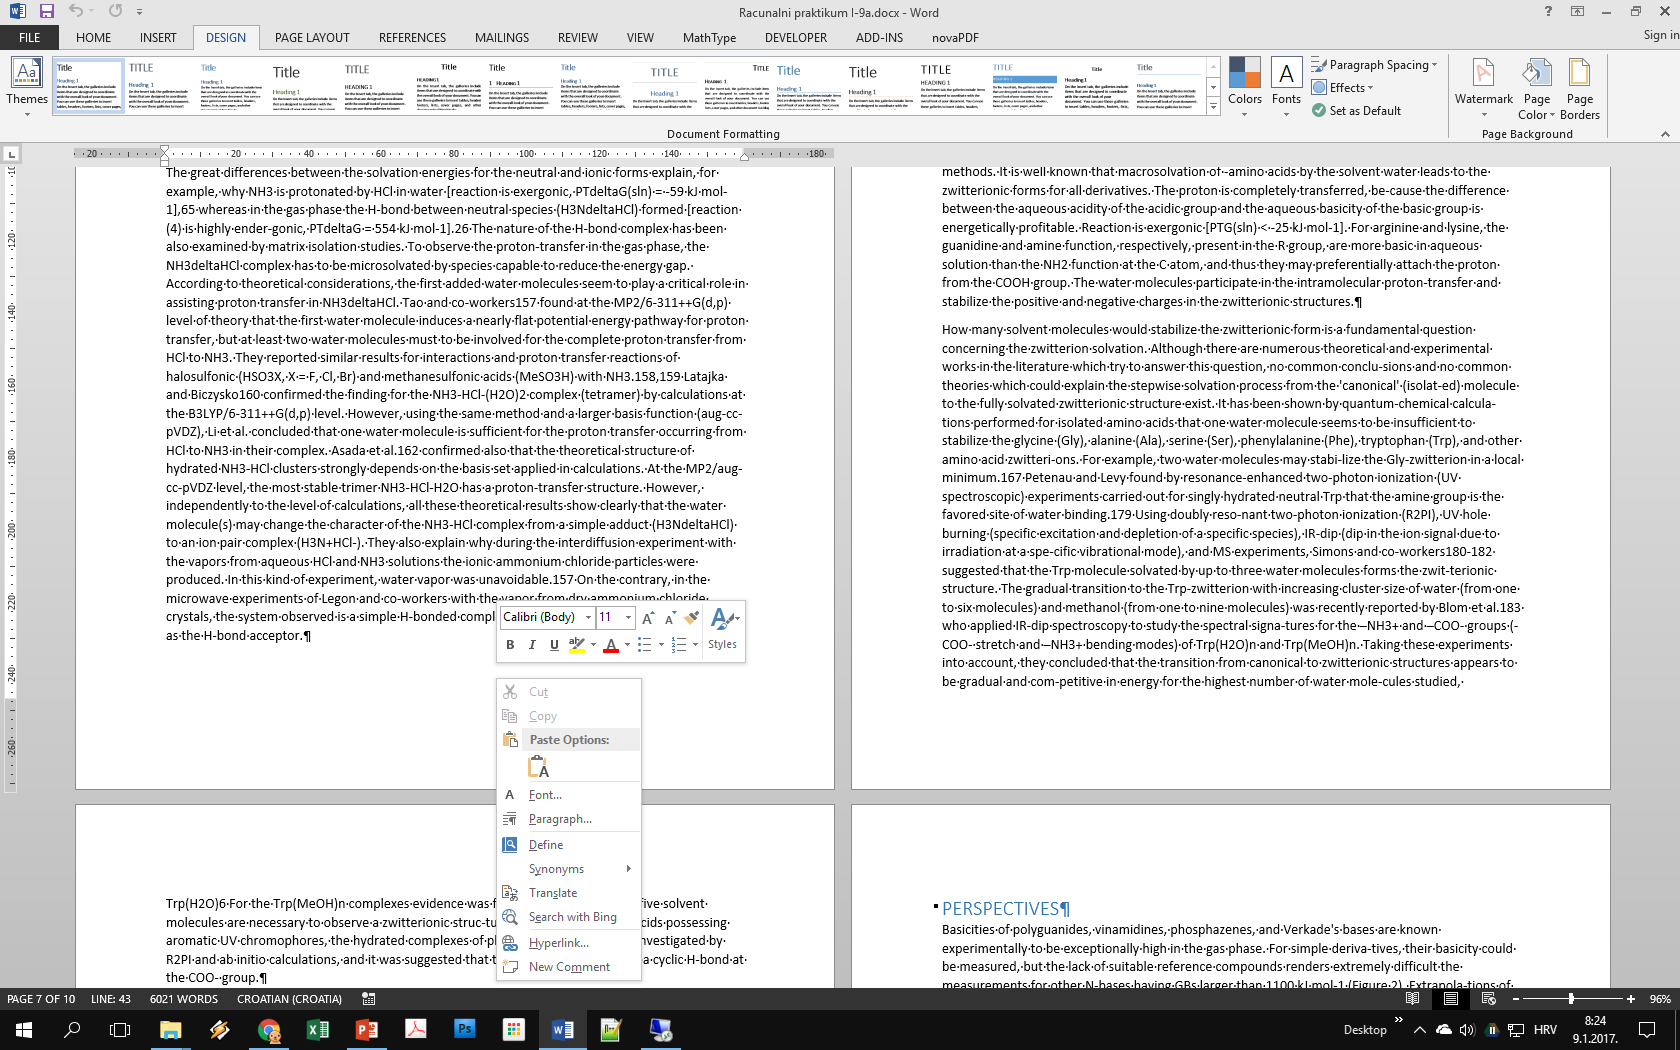 Racunalni praktikum I-9a.docx - Word
Sign in
FILE HOME INSERT DESIGN PAGE LAYOUT REFERENCES MAILINGS REVIEW VIEW MathType DEVELOPER ADD-INS novaPDF
Themes
Colors
Fonts
Paragraph Spacing
Effects
Set as Default
Watermark
Page Color
Page Borders
Document Formatting
Page Background
The great differences between the solvation energies for the neutral and ionic forms explain, for
example, why NH3 is protonated by HCl in water [reaction is exergonic, PTdeltaG(sln) = -59 kJ mol-
1],65 whereas in the gas phase the H-bond between neutral species (H3NdeltaHCl) formed [reaction
(4) is highly ender-gonic, PTdeltaG = 554 kJ mol-1].26 The nature of the H-bond complex has been
also examined by matrix isolation studies. To observe the proton-transfer in the gas phase, the
NH3deltaHCl complex has to be microsolvated by species capable to reduce the energy gap.
According to theoretical considerations, the first added water molecules seem to play a critical role in
assisting proton transfer in NH3deltaHCl. Tao and co-workers157 found at the MP2/6-311++G(d,p)
level of theory that the first water molecule induces a nearly flat potential energy pathway for proton
transfer, but at least two water molecules must to be involved for the complete proton transfer from
HCl to NH3. They reported similar results for interactions and proton transfer reactions of
halosulfonic (HSO3X, X = F, Cl, Br) and methanesulfonic acids (MeSO3H) with NH3.158,159 Latajka
and Biczysko160 confirmed the finding for the NH3-HCl-(H2O)2 complex (tetramer) by calculations at
the B3LYP/6-311++G(d,p) level. However, using the same method and a larger basis function (aug-cc-
pVDZ), Li et al. concluded that one water molecule is sufficient for the proton transfer occurring from
HCl to NH3 in their complex. Asada et al.162 confirmed also that the theoretical structure of
hydrated NH3-HCl clusters strongly depends on the basis set applied in calculations. At the MP2/aug-
cc-pVDZ level, the most stable trimer NH3-HCl-H2O has a proton-transfer structure. However,
independently to the level of calculations, all these theoretical results show clearly that the water
molecule(s) may change the character of the NH3-HCl complex from a simple adduct (H3NdeltaHCl)
to an ion pair complex (H3N+HCl-). They also explain why during the interdiffusion experiment with
the vapors from aqueous HCl and NH3 solutions the ionic ammonium chloride particles were
produced. In this kind of experiment, water vapor was unavoidable.157 On the contrary, in the
microwave experiments of Legon and co-workers with the vapor from dry ammonium chloride
crystals, the system observed is a simple H-bonded comp
as the H-bond acceptor.¶
methods. It is well known that macrosolvation of -amino acids by the solvent water leads to the
zwitterionic forms for all derivatives. The proton is completely transferred, be-cause the difference
between the aqueous acidity of the acidic group and the aqueous basicity of the basic group is
energetically profitable. Reaction is exergonic [PTG(sln) < -25 kJ mol-1]. For arginine and lysine, the
guanidine and amine function, respectively, present in the R group, are more basic in aqueous
solution than the NH2 function at the C atom, and thus they may preferentially attach the proton
from the COOH group. The water molecules participate in the intramolecular proton-transfer and
stabilize the positive and negative charges in the zwitterionic structures.¶
How many solvent molecules would stabilize the zwitterionic form is a fundamental question
concerning the zwitterion solvation. Although there are numerous theoretical and experimental
works in the literature which try to answer this question, no common conclu-sions and no common
theories which could explain the stepwise solvation process from the 'canonical' (isolat-ed) molecule
to the fully solvated zwitterionic structure exist. It has been shown by quantum-chemical calcula-
tions performed for isolated amino acids that one water molecule seems to be insufficient to
stabilize the glycine (Gly), alanine (Ala), serine (Ser), phenylalanine (Phe), tryptophan (Trp), and other
amino acid zwitteri-ons. For example, two water molecules may stabi-lize the Gly-zwitterion in a local
minimum.167 Petenau and Levy found by resonance-enhanced two-photon ionization (UV
spectroscopic) experiments carried out for singly hydrated neutral Trp that the amine group is the
favored site of water binding.179 Using doubly reso-nant two-photon ionization (R2PI), UV hole
burning (specific excitation and depletion of a specific species), IR-dip (dip in the ion signal due to
irradiation at a spe-cific vibrational mode), and MS experiments, Simons and co-workers180-182
suggested that the Trp molecule solvated by up to three water molecules forms the zwit-terionic
structure. The gradual transition to the Trp-zwitterion with increasing cluster size of water (from one
to six molecules) and methanol (from one to nine molecules) was recently reported by Blom et al.183
who applied IR-dip spectroscopy to study the spectral signa-tures for the –NH3+ and –COO- groups (-
COO- stretch and –NH3+ bending modes) of Trp(H2O)n and Trp(MeOH)n. Taking these experiments
into account, they concluded that the transition from canonical to zwitterionic structures appears to
be gradual and com-petitive in energy for the highest number of water mole-cules studied,
Calibri (Body) 11
B I U
Styles
Cut
Copy
Paste Options:
Font...
Paragraph...
Define
Synonyms
Translate
Search with Bing
Hyperlink...
New Comment
Trp(H2O)6 For the Trp(MeOH)n complexes evidence was f
five solvent
molecules are necessary to observe a zwitterionic struc-tu
cids possessing
aromatic UV chromophores, the hydrated complexes of p
nvestigated by
R2PI and ab initio calculations, and it was suggested that t
a cyclic H-bond at
the COO- group.¶
PERSPECTIVES¶
Basicities of polyguanides, vinamidines, phosphazenes, and Verkade's bases are known
experimentally to be exceptionally high in the gas phase. For simple deriva-tives, their basicity could
be measured, but the lack of suitable reference compounds renders extremely difficult the
measurements for other N-bases having GBs larger than 1100 kJ mol-1 (Figure 2). Extrapola-tions of
PAGE 7 OF 10 LINE: 43 6021 WORDS CROATIAN (CROATIA)
96%
Desktop
HRV
8:24
9.1.2017.